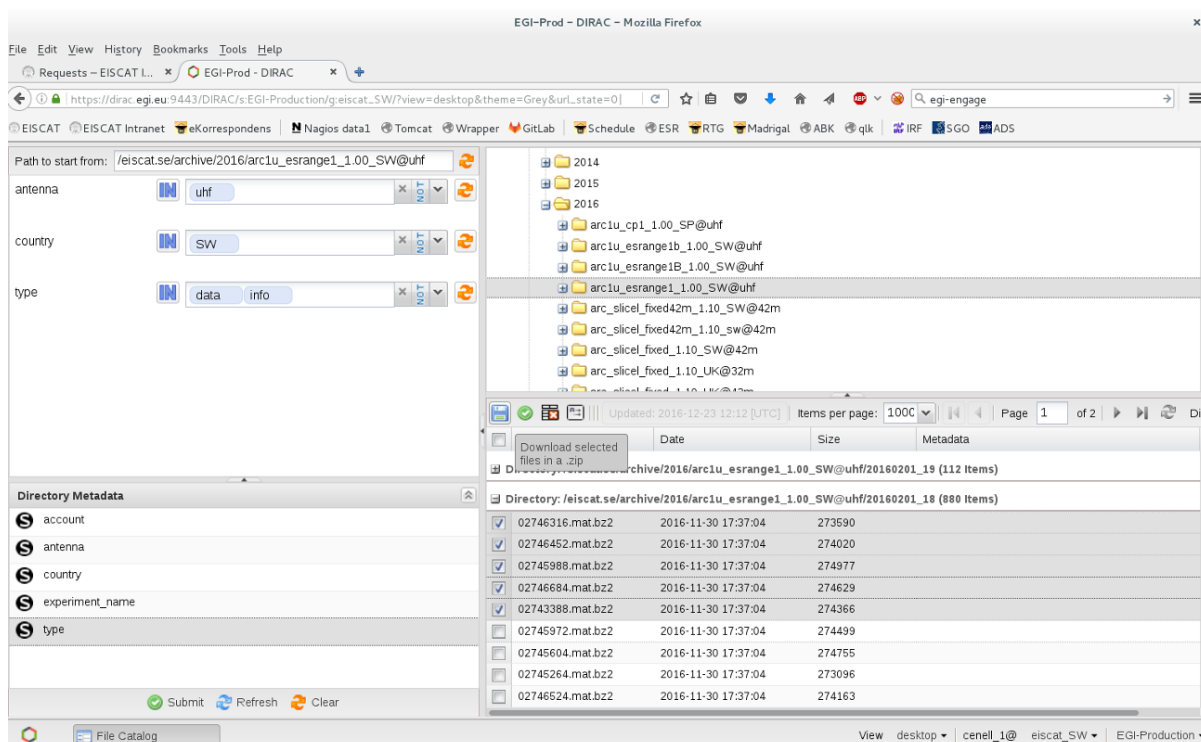 EGI-Prod - DIRAC - Mozilla Firefox
File Edit View History Bookmarks Tools Help
Requests – EISCAT I... EGI-Prod - DIRAC
https://dirac.egi.eu:9443/DIRAC/s:EGI-Production/g:eiscat_SW/?view=desktop&theme=Grey&url_state=0| egi-engage
EISCAT EISCAT Intranet eKorrespondens Nagios data1 Tomcat Wrapper GitLab Schedule ESR RTG Madrigal ABK qlk IRF SGO ADS
Path to start from: /eiscat.se/archive/2016/arc1u_esrange1_1.00_SW@uhf
antenna IN uhf NOT
country IN SW NOT
type IN data info NOT
Directory Metadata
S account
S antenna
S country
S experiment_name
S type
Submit Refresh Clear
2014
2015
2016
arc1u_cp1_1.00_SP@uhf
arc1u_esrange1b_1.00_SW@uhf
arc1u_esrange1B_1.00_SW@uhf
arc1u_esrange1_1.00_SW@uhf
arc_slicel_fixed42m_1.10_SW@42m
arc_slicel_fixed42m_1.10_sw@42m
arc_slicel_fixed_1.10_SW@42m
arc_slicel_fixed_1.10_UK@32m
Updated: 2016-12-23 12:12 [UTC] Items per page: 1000 Page 1 of 2 Di
Date Size Metadata
Download selected
files in a .zip
archive/2016/arc1u_esrange1_1.00_SW@uhf/20160201_19 (112 Items)
Directory: /eiscat.se/archive/2016/arc1u_esrange1_1.00_SW@uhf/20160201_18 (880 Items)
02746316.mat.bz2 2016-11-30 17:37:04 273590
02746452.mat.bz2 2016-11-30 17:37:04 274020
02745988.mat.bz2 2016-11-30 17:37:04 274977
02746684.mat.bz2 2016-11-30 17:37:04 274629
02743388.mat.bz2 2016-11-30 17:37:04 274366
02745972.mat.bz2 2016-11-30 17:37:04 274499
02745604.mat.bz2 2016-11-30 17:37:04 274755
02745264.mat.bz2 2016-11-30 17:37:04 273096
02746524.mat.bz2 2016-11-30 17:37:04 274163
File Catalog View desktop cenell_1@ eiscat_SW EGI-Production